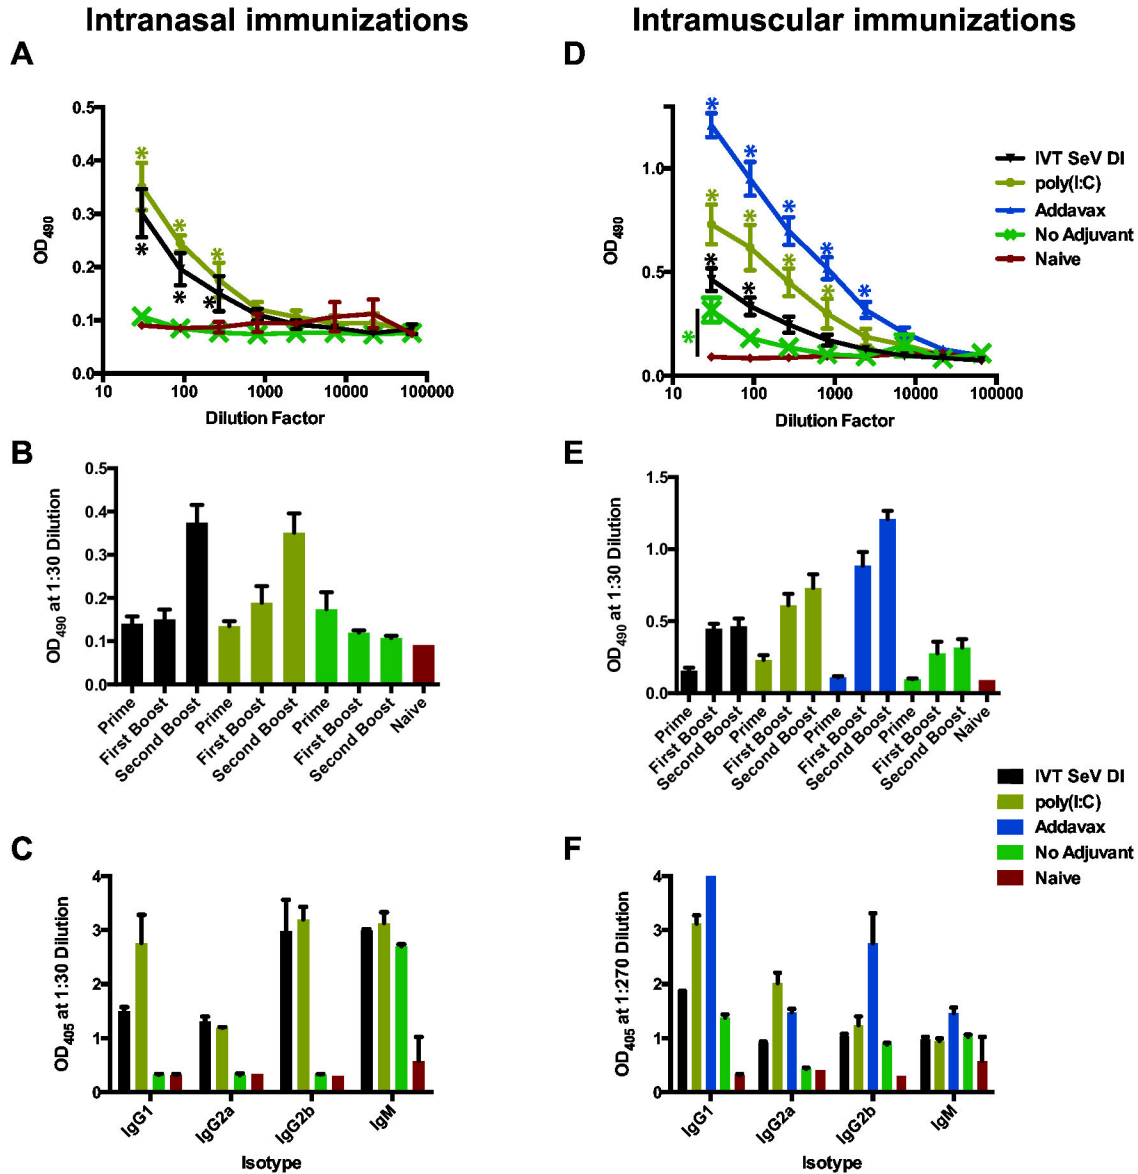 Intranasal immunizations
Intramuscular immunizations
A
OD490
0.5
0.4
0.3
0.2
0.1
0.0
10
100
1000
10000
100000
Dilution Factor
*
*
*
*
*
*
D
OD490
1.0
0.5
0.0
10
100
1000
10000
100000
Dilution Factor
*
*
*
*
*
*
*
*
*
*
*
*
IVT SeV DI
poly(I:C)
Addavax
No Adjuvant
Naive
B
OD490 at 1:30 Dilution
0.5
0.4
0.3
0.2
0.1
0.0
Prime
First Boost
Second Boost
Prime
First Boost
Second Boost
Prime
First Boost
Second Boost
Naive
E
OD490 at 1:30 Dilution
1.5
1.0
0.5
0.0
Prime
First Boost
Second Boost
Prime
First Boost
Second Boost
Prime
First Boost
Second Boost
Prime
First Boost
Second Boost
Naive
IVT SeV DI
poly(I:C)
Addavax
No Adjuvant
Naive
C
OD405 at 1:30 Dilution
4
3
2
1
0
IgG1
IgG2a
IgG2b
IgM
Isotype
F
OD405 at 1:270 Dilution
4
3
2
1
0
IgG1
IgG2a
IgG2b
IgM
Isotype